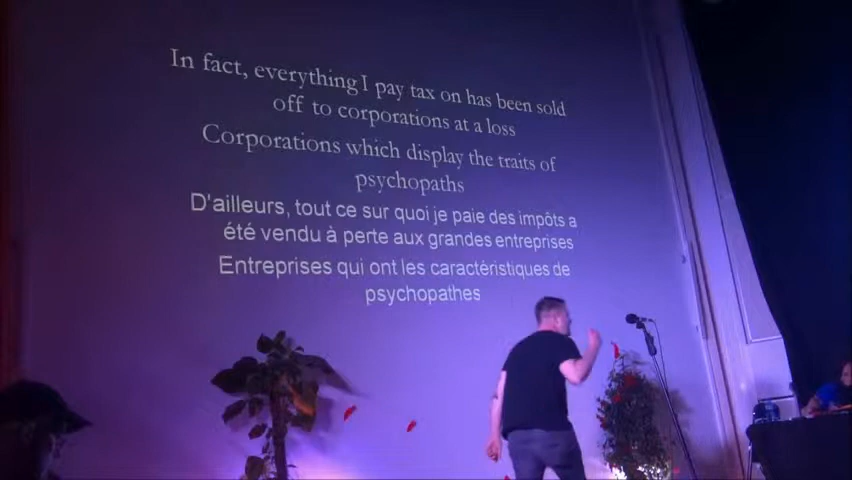 In fact, everything I pay tax on has been sold
off to corporations at a loss
Corporations which display the traits of
psychopaths
D'ailleurs, tout ce sur quoi je paie des impôts a
été vendu à perte aux grandes entreprises
Entreprises qui ont les caractéristiques de
psychopathes